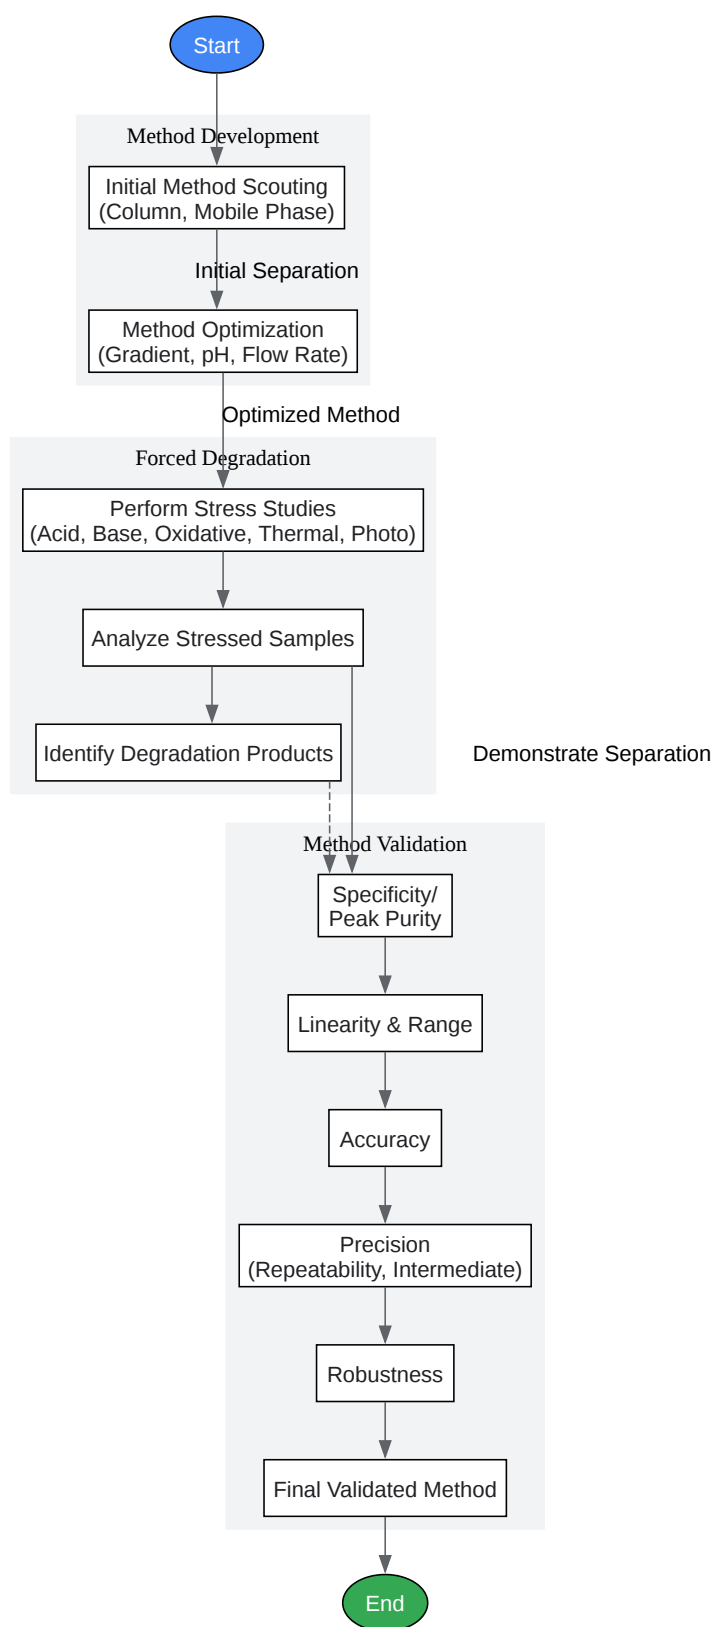 Start
Method Development
Initial Method Scouting
(Column, Mobile Phase)
Initial Separation
Method Optimization
(Gradient, pH, Flow Rate)
Optimized Method
Forced Degradation
Perform Stress Studies
(Acid, Base, Oxidative, Thermal, Photo)
Analyze Stressed Samples
Identify Degradation Products
Demonstrate Separation
Method Validation
Specificity/
Peak Purity
Linearity & Range
Accuracy
Precision
(Repeatability, Intermediate)
Robustness
Final Validated Method
End